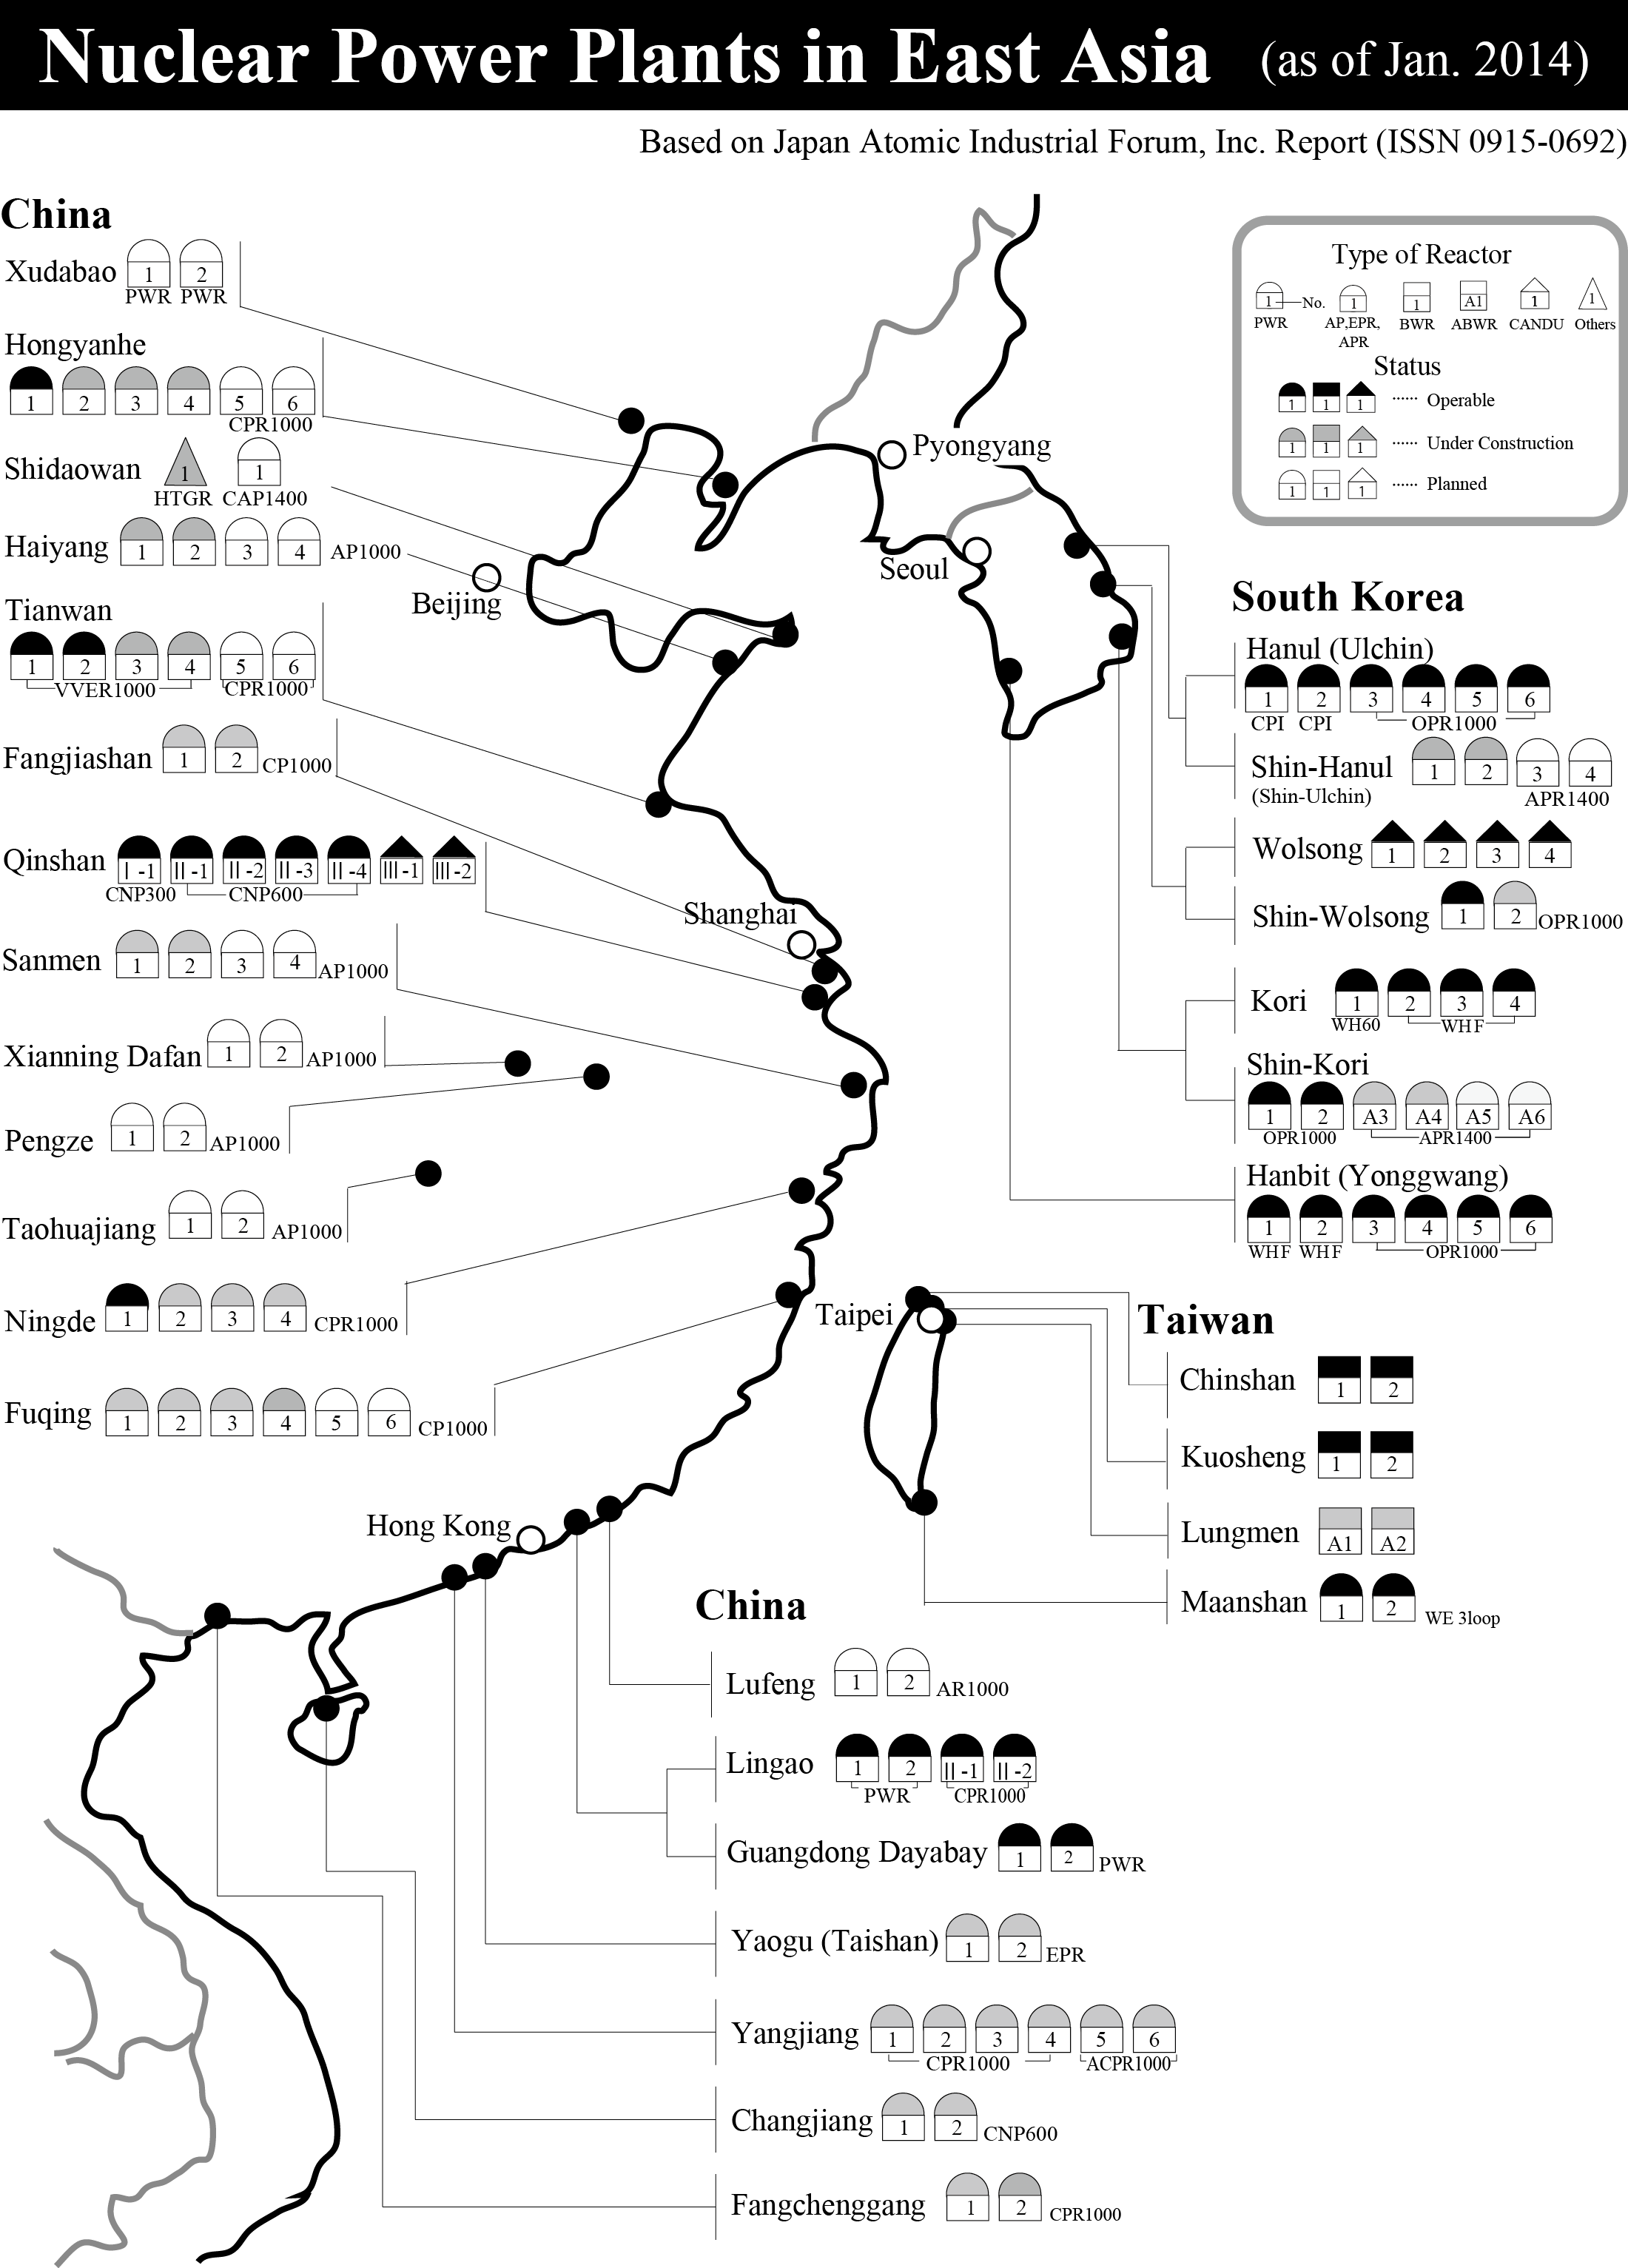 Nuclear Power Plants in East Asia (as of Jan. 2014)
Based on Japan Atomic Industrial Forum, Inc. Report (ISSN 0915-0692)
China
Xudabao 1 2
PWR PWR
Hongyanhe
1 2 3 4 5 6
CPR1000
Shidaowan 1 1
HTGR CAP1400
Haiyang 1 2 3 4 AP1000
Tianwan
1 2 3 4 5 6
VVER1000 CPR1000
Fangjiashan 1 2 CP1000
Qinshan I -1 II -1 II -2 II -3 II -4 III -1 III -2
CNP300 CNP600
Sanmen 1 2 3 4 AP1000
Xianning Dafan 1 2 AP1000
Pengze 1 2 AP1000
Taohuajiang 1 2 AP1000
Ningde 1 2 3 4 CPR1000
Fuqing 1 2 3 4 5 6 CP1000
Pyongyang
Seoul
Beijing
Shanghai
Taipei
Hong Kong
Type of Reactor
1 No. 1 1 A1 1 1
PWR AP,EPR, BWR ABWR CANDU Others
APR
Status
1 1 1 ...... Operable
1 1 1 ...... Under Construction
1 1 1 ...... Planned
South Korea
Hanul (Ulchin)
1 2 3 4 5 6
CPI CPI OPR1000
Shin-Hanul 1 2 3 4
(Shin-Ulchin) APR1400
Wolsong 1 2 3 4
Shin-Wolsong 1 2 OPR1000
Kori 1 2 3 4
WH60 WHF
Shin-Kori
1 2 A3 A4 A5 A6
OPR1000 APR1400
Hanbit (Yonggwang)
1 2 3 4 5 6
WHF WHF OPR1000
Taiwan
Chinshan 1 2
Kuosheng 1 2
Lungmen A1 A2
Maanshan 1 2 WE 3loop
China
Lufeng 1 2 AR1000
Lingao 1 2 II -1 II -2
PWR CPR1000
Guangdong Dayabay 1 2 PWR
Yaogu (Taishan) 1 2 EPR
Yangjiang 1 2 3 4 5 6
CPR1000 ACPR1000
Changjiang 1 2 CNP600
Fangchenggang 1 2 CPR1000